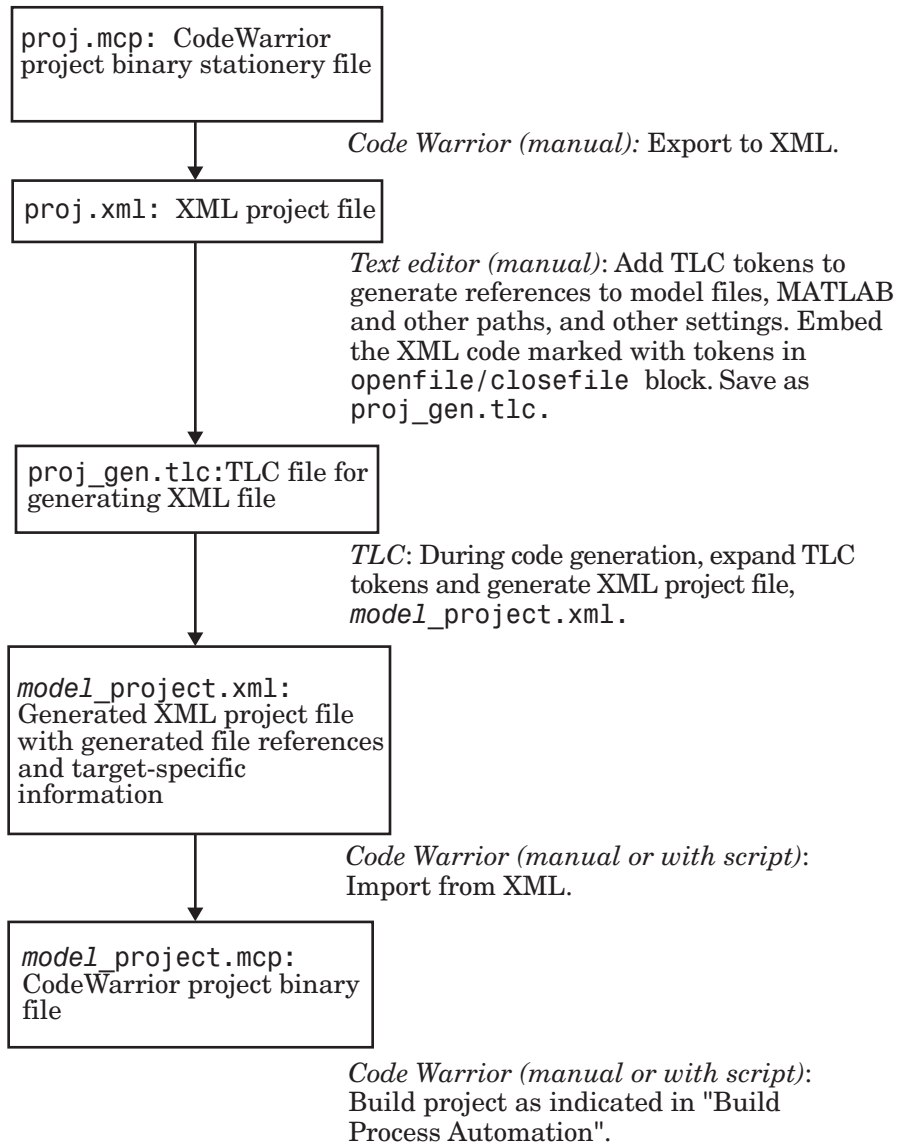 proj.mcp: CodeWarrior
project binary stationery file
Code Warrior (manual): Export to XML.
proj.xml: XML project file
Text editor (manual): Add TLC tokens to
generate references to model files, MATLAB
and other paths, and other settings. Embed
the XML code marked with tokens in
openfile/closefile block. Save as
proj_gen.tlc.
proj_gen.tlc:TLC file for
generating XML file
TLC: During code generation, expand TLC
tokens and generate XML project file,
model_project.xml.
model_project.xml:
Generated XML project file
with generated file references
and target-specific
information
Code Warrior (manual or with script):
Import from XML.
model_project.mcp:
CodeWarrior project binary
file
Code Warrior (manual or with script):
Build project as indicated in "Build
Process Automation".